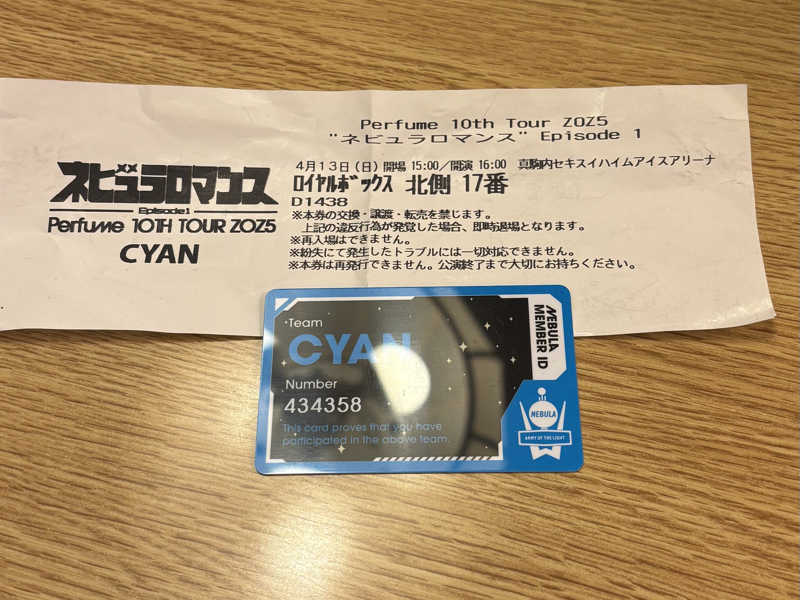 ネビュラロマンス
Episode 1
Perfume 10TH TOUR ZOZ5
CYAN
Perfume 10th Tour ZOZ5
"ネビュラロマンス" Episode 1
4月13日(日) 開場 15:00/開演 16:00 真駒内セキスイハイムアイスアリーナ
ロイヤルボックス 北側 17番
D1438
※本券の交換・譲渡・転売を禁じます。
上記の違反行為が発覚した場合、即時退場となります。
※再入場はできません。
※紛失にて発生したトラブルには一切対応できません。
※本券は再発行できません。公演終了まで大切にお持ちください。
Team
CYAN
Number
434358
This card proves that you have
participated in the above team.
NEBULA
MEMBER ID
NEBULA
ARMY OF THE LIGHT